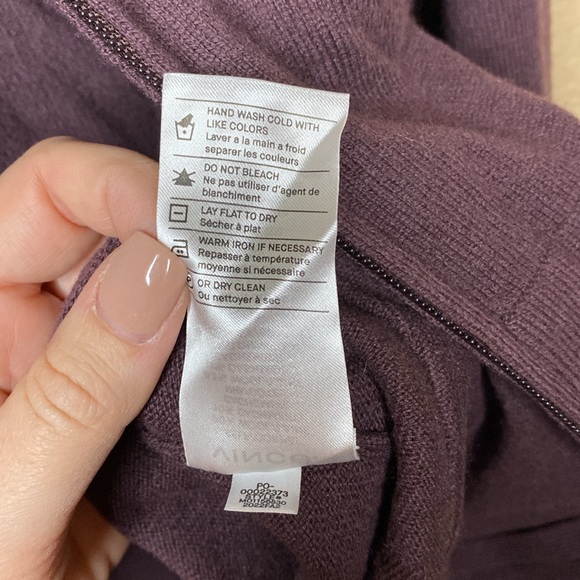 HAND WASH COLD WITH
LIKE COLORS
Laver a la main a froid
separer les couleurs
DO NOT BLEACH
Ne pas utiliser d'agent de
blanchiment
LAY FLAT TO DRY
Sécher à plat
WARM IRON IF NECESSARY
Repasser à température
moyenne si nécessaire
OR DRY CLEAN
Ou nettoyer à sec
PO-
00022373
STYLE#
2022FA2